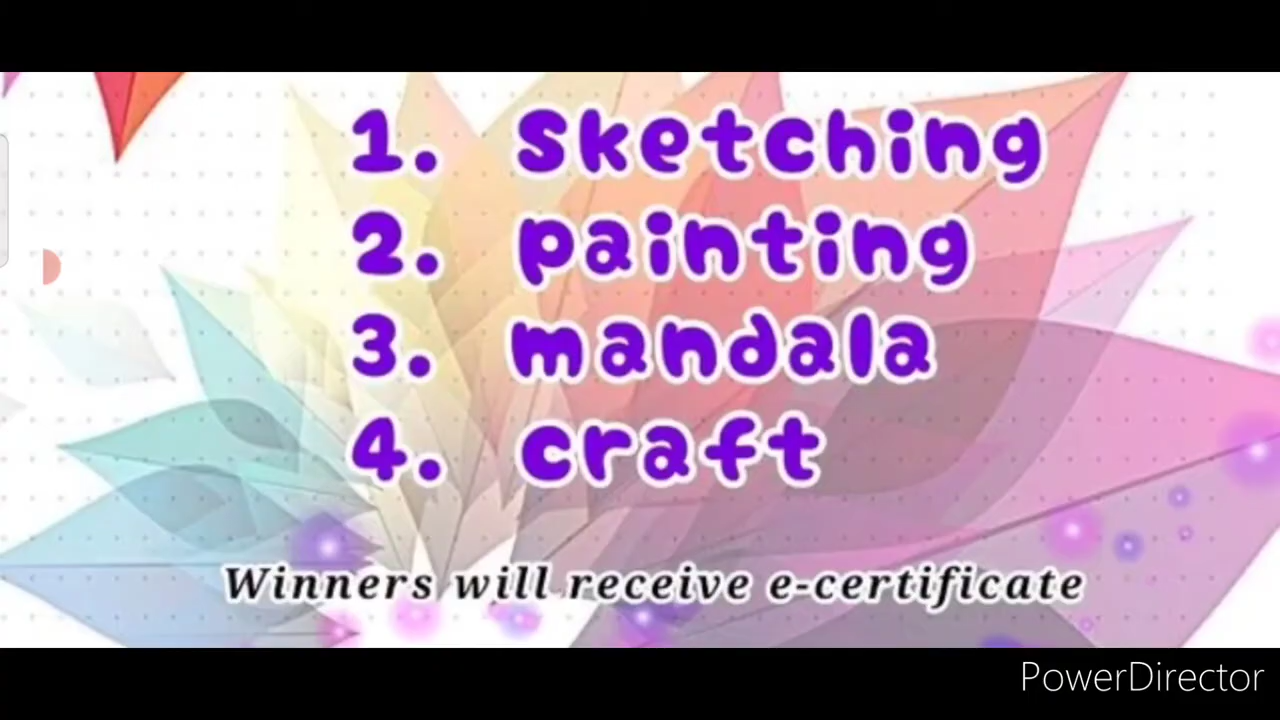 1. Sketching
2. painting
3. mandala
4. craft
Winners will receive e-certificate
PowerDirector